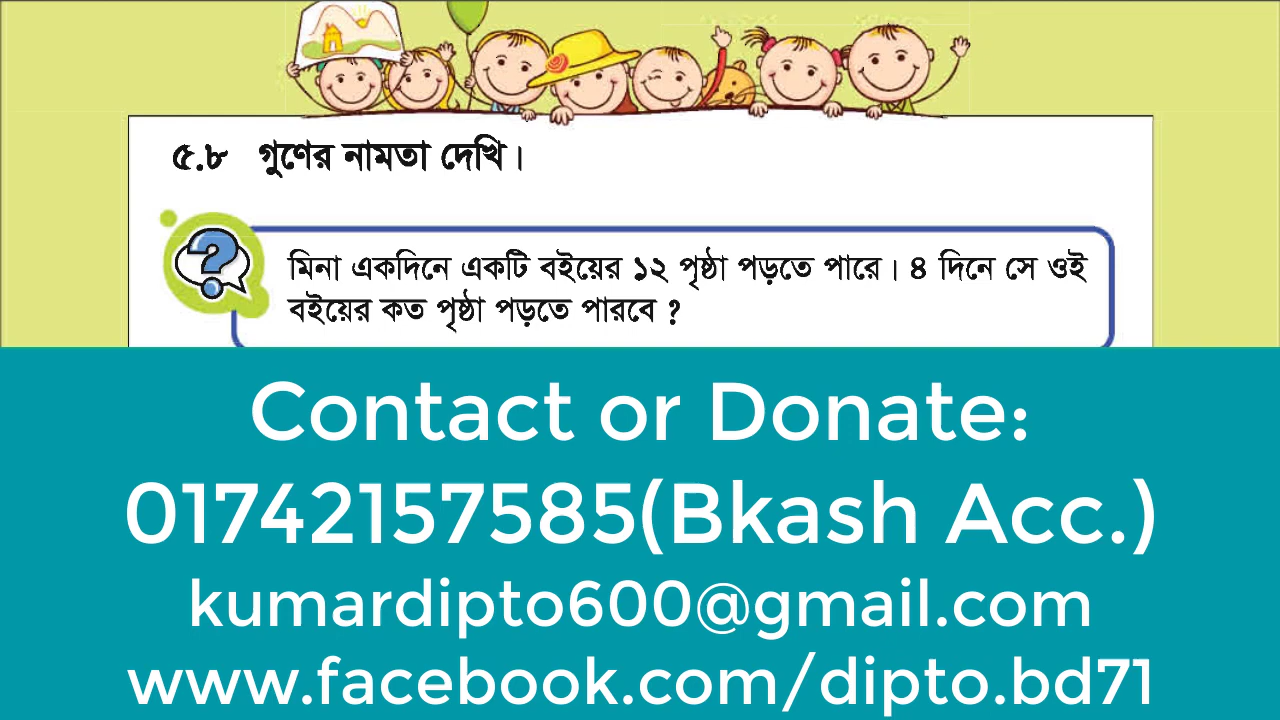 ৫.৮ গুণের নামতা দেখি।
মিনা একদিনে একটি বইয়ের ১২ পৃষ্ঠা পড়তে পারে। ৪ দিনে সে ওই
বইয়ের কত পৃষ্ঠা পড়তে পারবে ?
Contact or Donate:
01742157585(Bkash Acc.)
kumardipto600@gmail.com
www.facebook.com/dipto.bd71